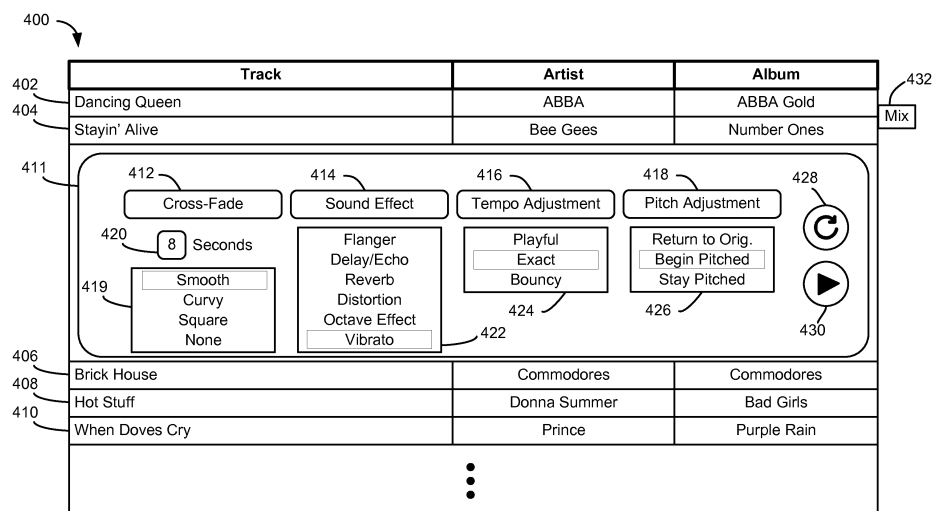 400
Track Artist Album
402 Dancing Queen ABBA ABBA Gold 432
404 Stayin' Alive Bee Gees Number Ones Mix
411
412 414 416 418 428
Cross-Fade Sound Effect Tempo Adjustment Pitch Adjustment
420 8 Seconds
Flanger
Delay/Echo
Reverb
Distortion
Octave Effect
Vibrato
422
Playful
Exact
Bouncy
424
Return to Orig.
Begin Pitched
Stay Pitched
426
430
419
Smooth
Curvy
Square
None
406 Brick House Commodores Commodores
408 Hot Stuff Donna Summer Bad Girls
410 When Doves Cry Prince Purple Rain